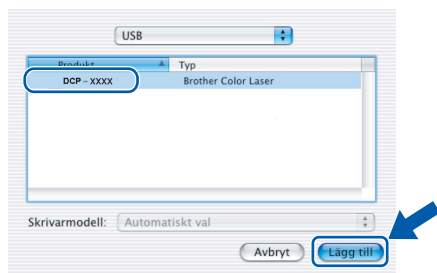 USB
Produkt Typ
DCP-XXXX Brother Color Laser
Skrivarmodell: Automatiskt val
Avbryt Lägg till